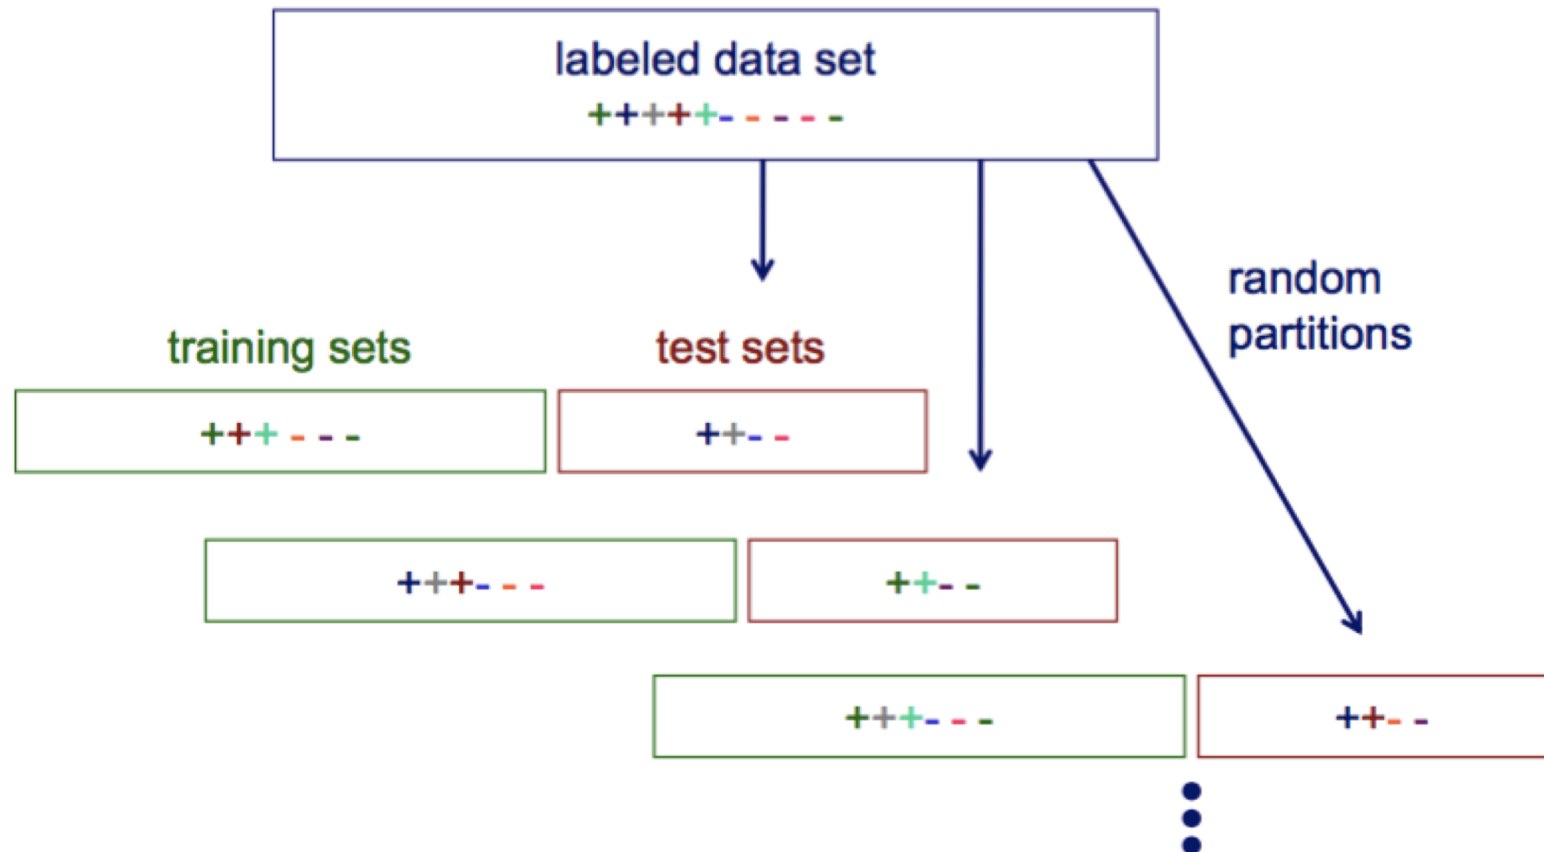 labeled data set
+++++- - - - -
random
partitions
training sets
test sets
+++ - - -
++- -
+++- - -
++- -
+++- - -
++- -